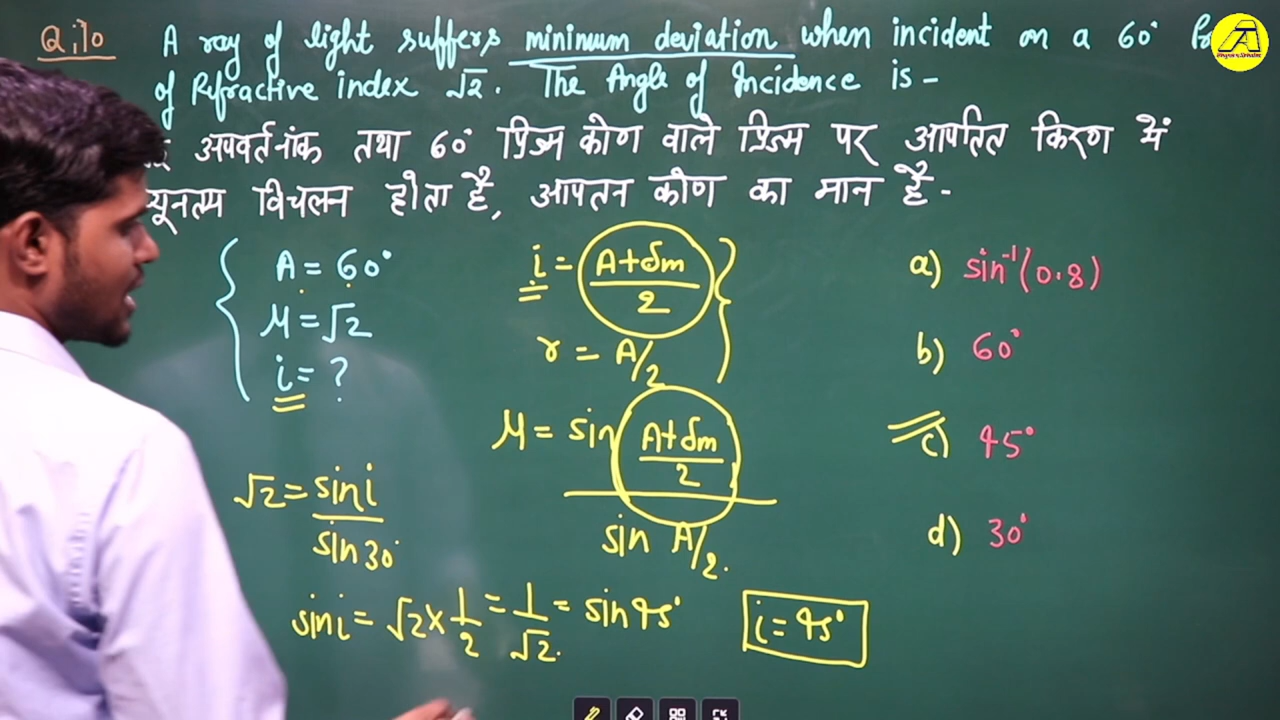 Q:10 A ray of light suffers minimum deviation when incident on a 60°
of Refractive index √2. The Angle of Incidence is -
अपवर्तनांक तथा 60° प्रिज्म कोण वाले प्रिज्म पर आपतित किरण में
यूनतम विचलन होता है, आपतन कोण का मान है -
A = 60°
μ = √2
i = ?
i = (A+δm)/2
r = A/2
μ = sin((A+δm)/2) / sin A/2.
√2 = sin i / sin 30°
sin i = √2 × 1/2 = 1/√2. = sin 45°
i = 45°
a) sin⁻¹(0.8)
b) 60°
c) 45°
d) 30°